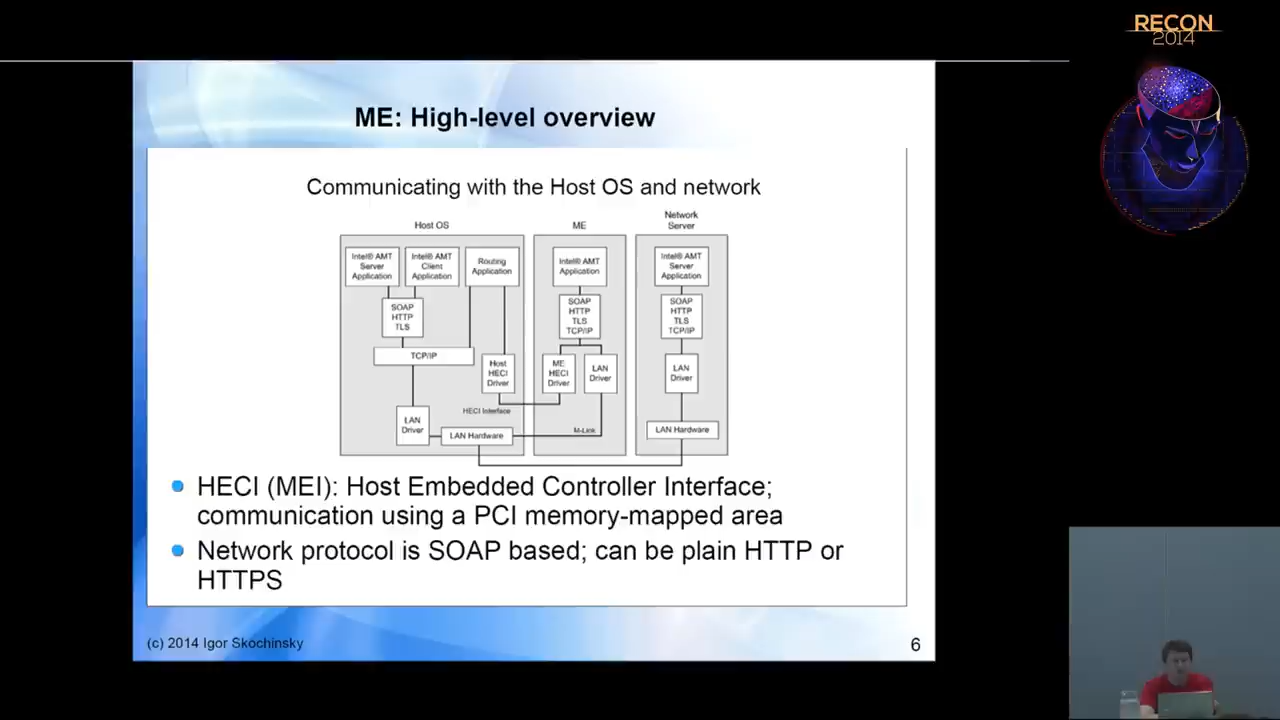 RECON
2014
ME: High-level overview
Communicating with the Host OS and network
Host OS
ME
Network
Server
Intel® AMT
Server
Application
Intel® AMT
Client
Application
Routing
Application
Intel® AMT
Application
Intel® AMT
Server
Application
SOAP
HTTP
TLS
SOAP
HTTP
TLS
TCP/IP
SOAP
HTTP
TLS
TCP/IP
TCP/IP
Host
HECI
Driver
ME
HECI
Driver
LAN
Driver
LAN
Driver
HECI Interface
LAN
Driver
LAN Hardware
M-Link
LAN Hardware
HECI (MEI): Host Embedded Controller Interface;
communication using a PCI memory-mapped area
Network protocol is SOAP based; can be plain HTTP or
HTTPS
(c) 2014 Igor Skochinsky
6